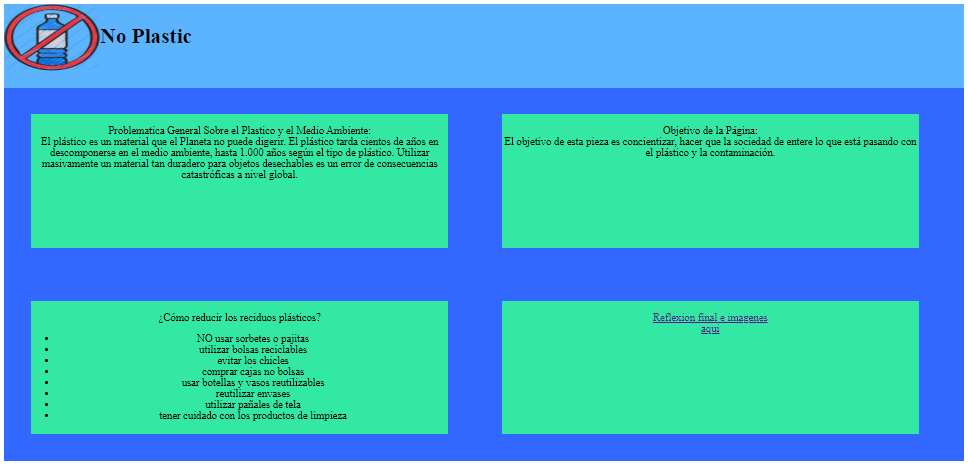 No Plastic
Problematica General Sobre el Plastico y el Medio Ambiente:
El plástico es un material que el Planeta no puede digerir. El plástico tarda cientos de años en
descomponerse en el medio ambiente, hasta 1.000 años según el tipo de plástico. Utilizar
masivamente un material tan duradero para objetos desechables es un error de consecuencias
catastróficas a nivel global.
Objetivo de la Página:
El objetivo de esta pieza es concientizar, hacer que la sociedad de entere lo que está pasando con
el plástico y la contaminación.
¿Cómo reducir los reciduos plásticos?
• NO usar sorbetes o pajitas
• utilizar bolsas reciclables
• evitar los chicles
• comprar cajas no bolsas
• usar botellas y vasos reutilizables
• reutilizar envases
• utilizar pañales de tela
• tener cuidado con los productos de limpieza
Reflexion final e imagenes
aqui